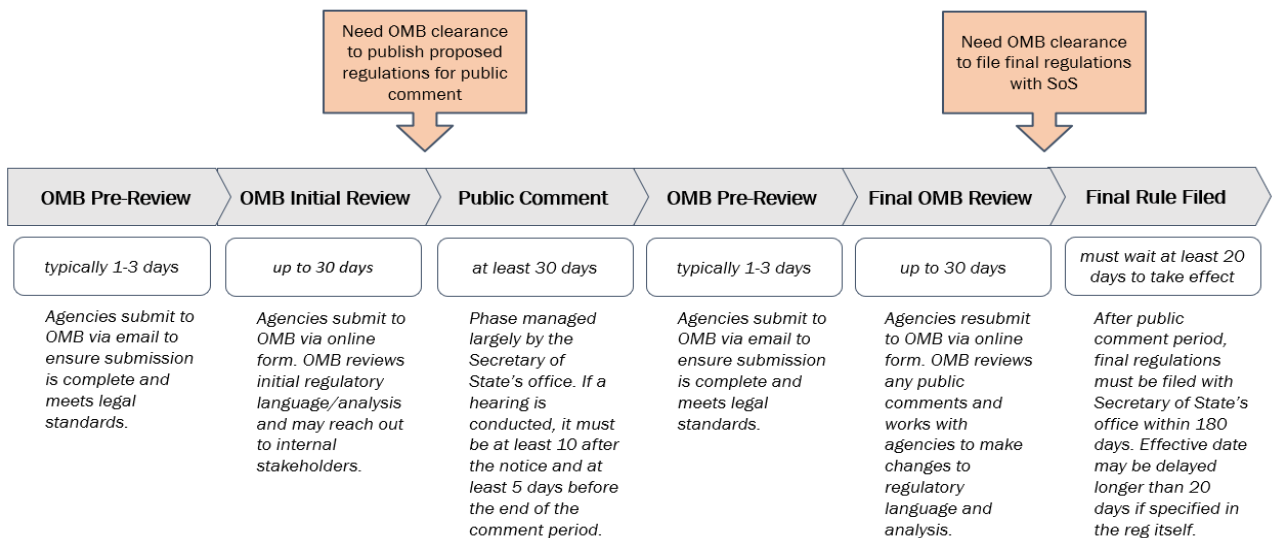 Need OMB clearance
to publish proposed
regulations for public
comment
Need OMB clearance
to file final regulations
with SoS
OMB Pre-Review
OMB Initial Review
Public Comment
OMB Pre-Review
Final OMB Review
Final Rule Filed
typically 1-3 days
up to 30 days
at least 30 days
typically 1-3 days
up to 30 days
must wait at least 20
days to take effect
Agencies submit to
OMB via email to
ensure submission
is complete and
meets legal
standards.
Agencies submit to
OMB via online
form. OMB reviews
initial regulatory
language/analysis
and may reach out
to internal
stakeholders.
Phase managed
largely by the
Secretary of
State's office. If a
hearing is
conducted, it must
be at least 10 after
the notice and at
least 5 days before
the end of the
comment period.
Agencies submit to
OMB via email to
ensure submission
is complete and
meets legal
standards.
Agencies resubmit
to OMB via online
form. OMB reviews
any public
comments and
works with
agencies to make
changes to
regulatory
language and
analysis.
After public
comment period,
final regulations
must be filed with
Secretary of State's
office within 180
days. Effective date
may be delayed
longer than 20
days if specified in
the reg itself.